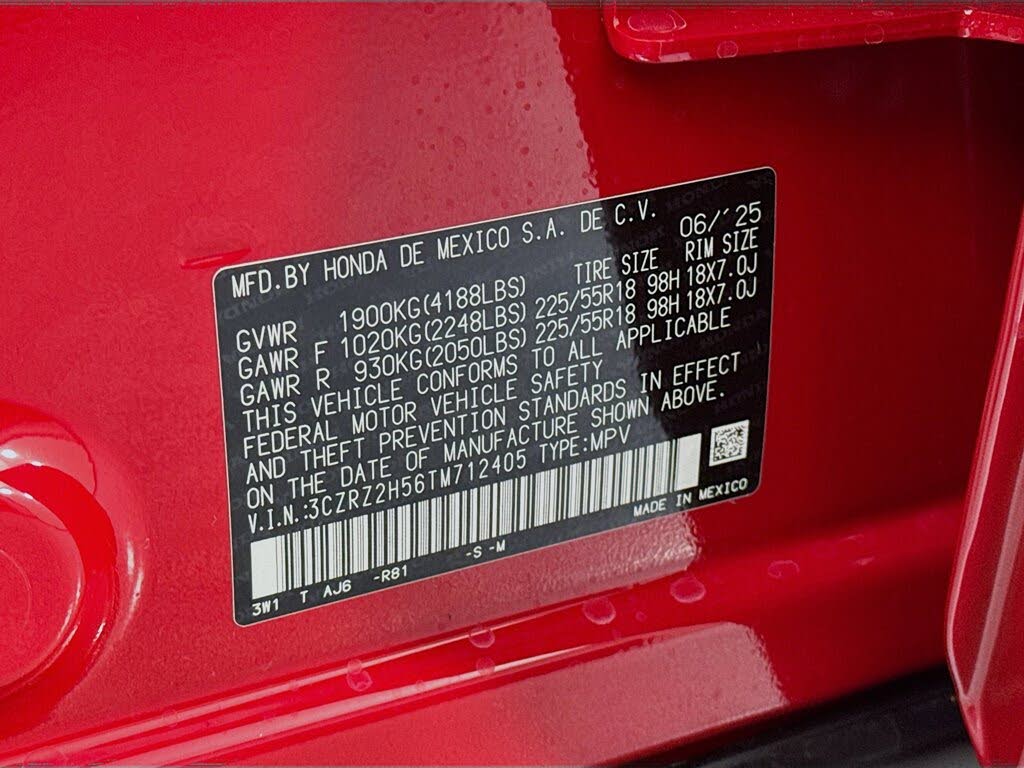 MFD.BY HONDA DE MEXICO S.A. DE C.V. 06/'25
GVWR 1900KG(4188LBS) TIRE SIZE RIM SIZE
GAWR F 1020KG(2248LBS) 225/55R18 98H 18X7.0J
GAWR R 930KG(2050LBS) 225/55R18 98H 18X7.0J
THIS VEHICLE CONFORMS TO ALL APPLICABLE
FEDERAL MOTOR VEHICLE SAFETY
AND THEFT PREVENTION STANDARDS IN EFFECT
ON THE DATE OF MANUFACTURE SHOWN ABOVE.
V.I.N.:3CZRZ2H56TM712405 TYPE:MPV
MADE IN MEXICO
3W1 T AJ6 -R81 -S -M